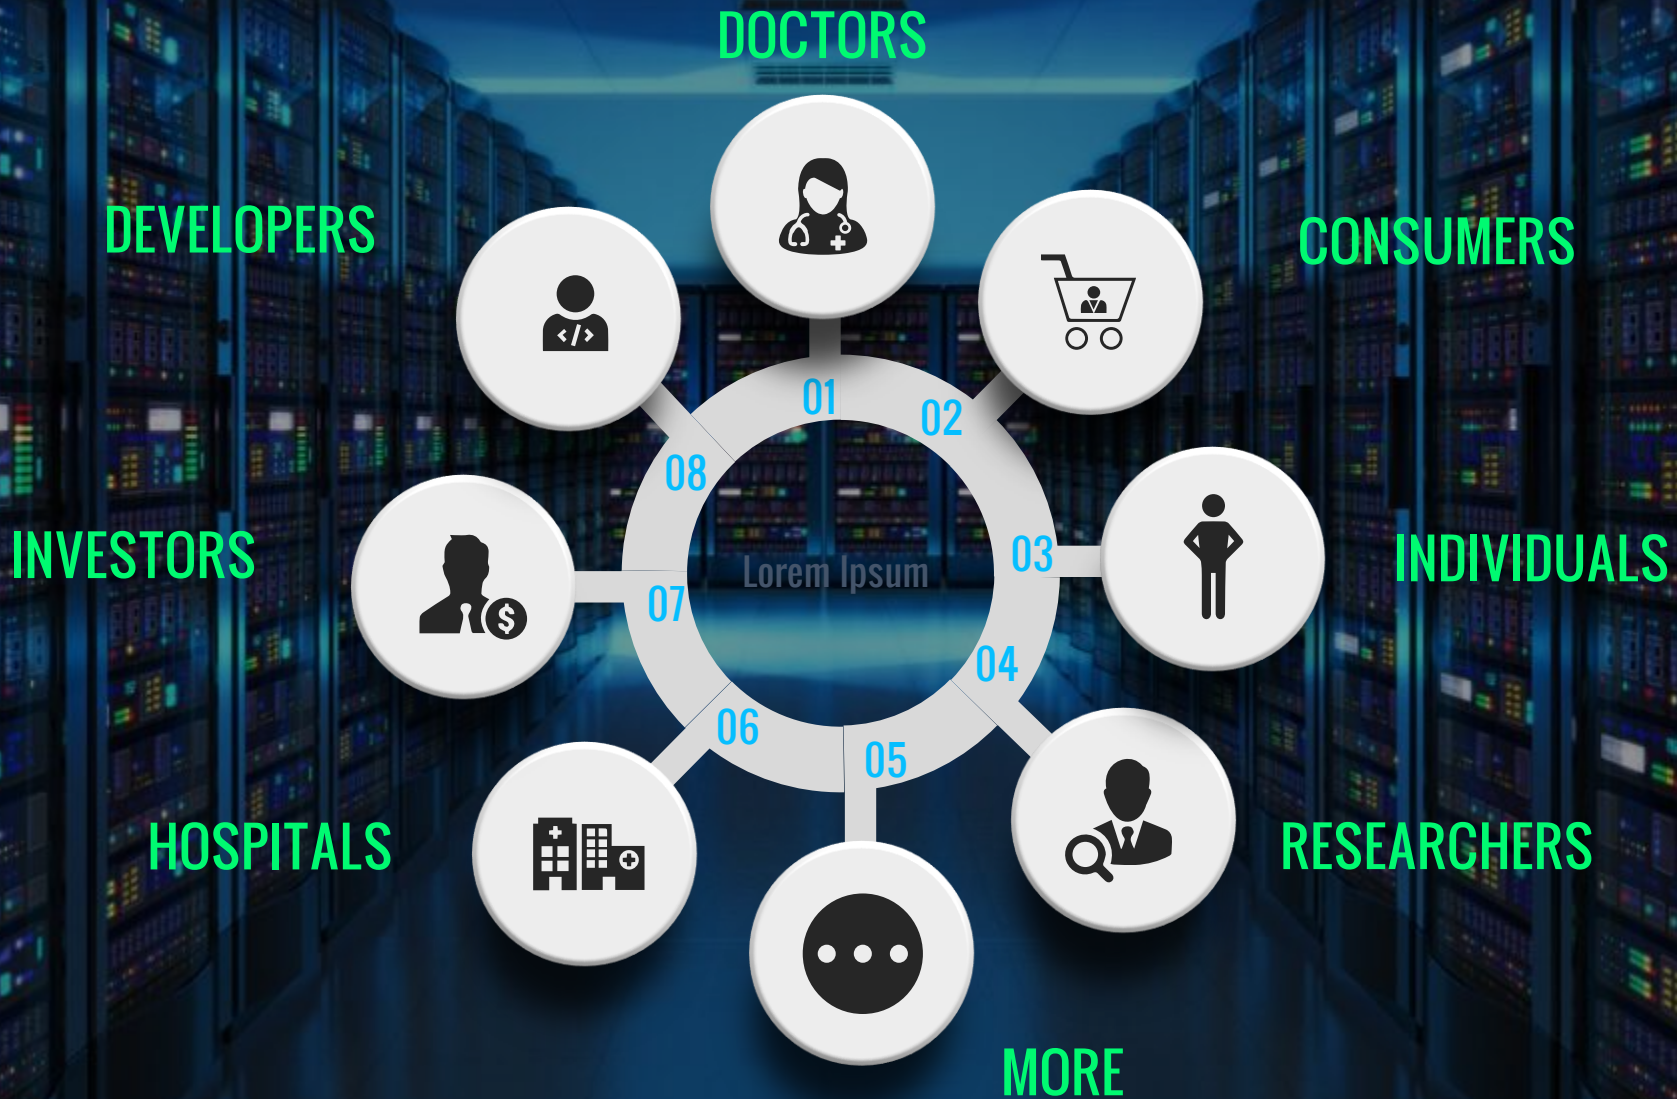 DOCTORS
DEVELOPERS
CONSUMERS
01
02
08
INVESTORS
03
INDIVIDUALS
Lorem Ipsum
07
$
04
06
05
HOSPITALS
RESEARCHERS
MORE